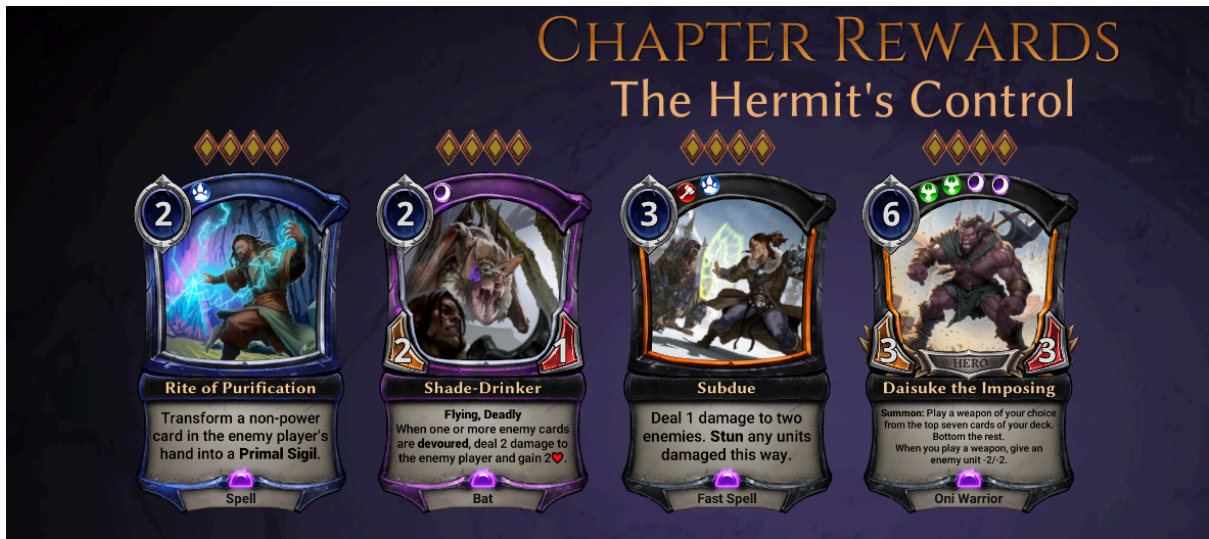 CHAPTER REWARDS
The Hermit's Control
2
Rite of Purification
Transform a non-power
card in the enemy player's
hand into a Primal Sigil.
Spell
2
2
1
Shade-Drinker
Flying, Deadly
When one or more enemy cards
are devoured, deal 2 damage to
the enemy player and gain 2
Bat
3
Subdue
Deal 1 damage to two
enemies. Stun any units
damaged this way.
Fast Spell
6
3
HERO
3
Daisuke the Imposing
Summon: Play a weapon of your choice
from the top seven cards of your deck.
Bottom the rest.
When you play a weapon, give an
enemy unit -2/-2.
Oni Warrior